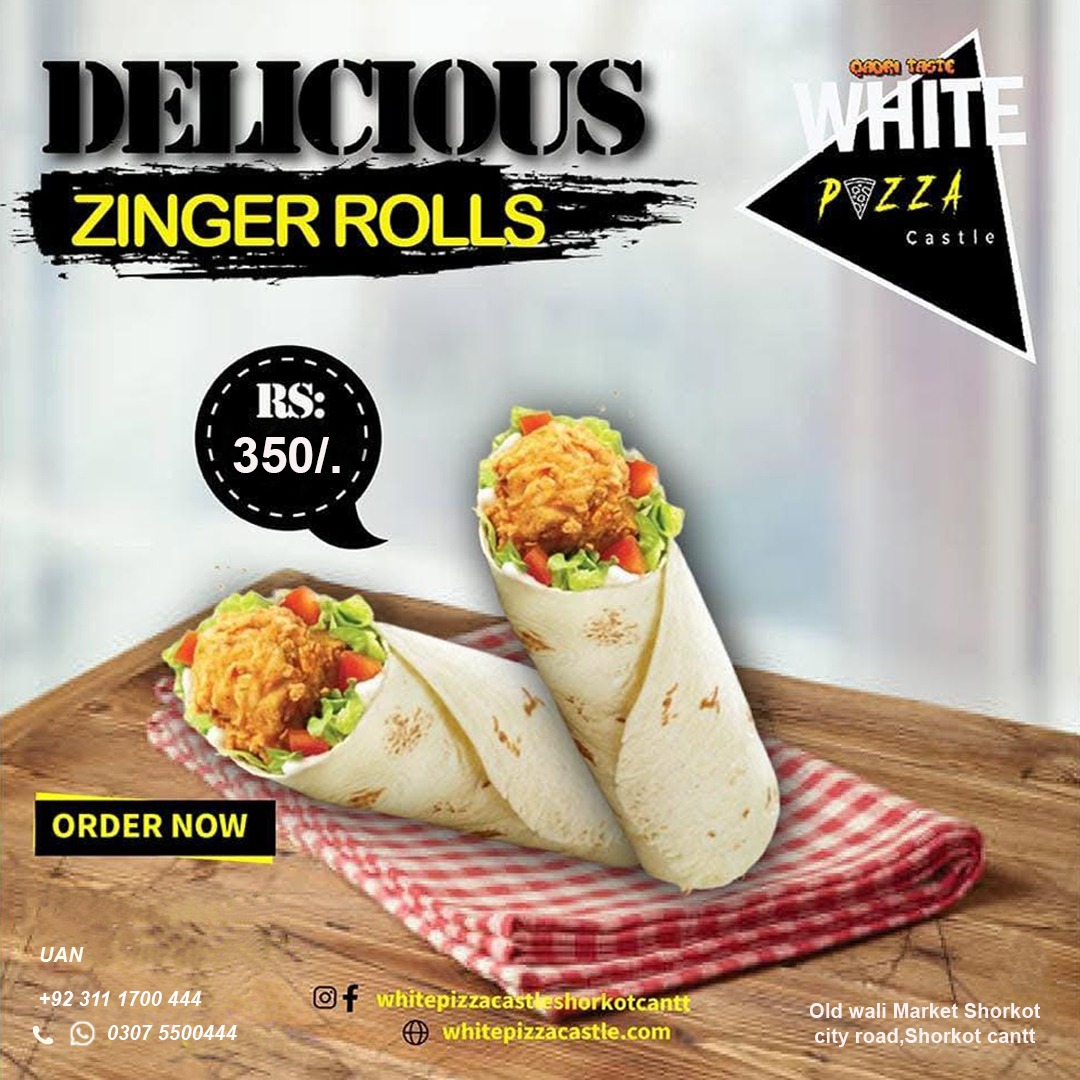 DELICIOUS
ZINGER ROLLS
QADRI TASTE
WHITE
PIZZA
Castle
RS:
350/.
ORDER NOW
UAN
+92 311 1700 444
0307 5500444
whitepizzacastleshorkotcantt
whitepizzacastle.com
Old wali Market Shorkot
city road,Shorkot cantt